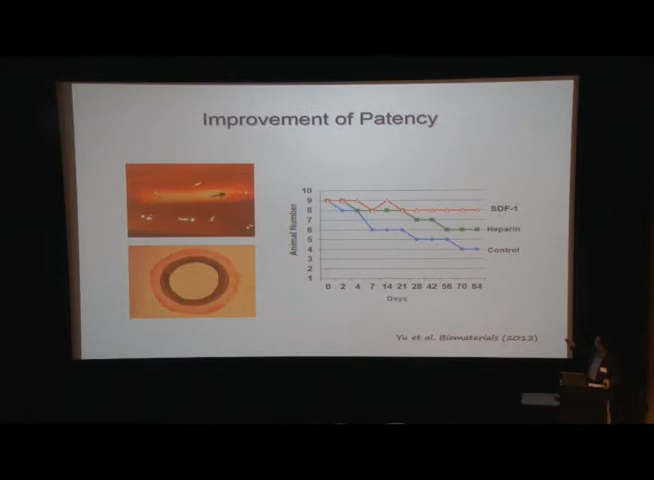 Improvement of Patency
10
9
8
7
6
5
4
3
2
1
Animal Number
0 2 4 7 14 21 28 42 56 70 84
Days
SDF-1
Heparin
Control
Yu et al. Biomaterials (2012)